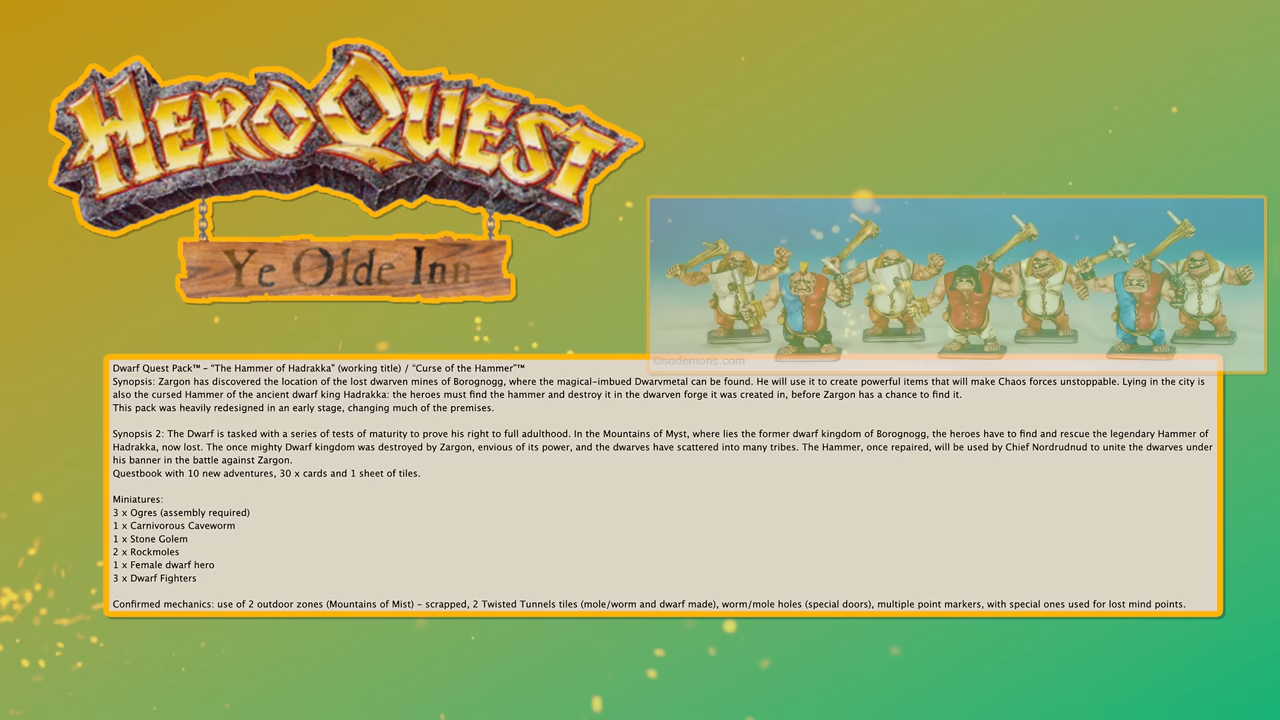 HEROQUEST
Ye Olde Inn
©sodemons.com
Dwarf Quest Pack™ – “The Hammer of Hadrakka” (working title) / “Curse of the Hammer”™
Synopsis: Zargon has discovered the location of the lost dwarven mines of Borognogg, where the magical-imbued Dwarvmetal can be found. He will use it to create powerful items that will make Chaos forces unstoppable. Lying in the city is
also the cursed Hammer of the ancient dwarf king Hadrakka: the heroes must find the hammer and destroy it in the dwarven forge it was created in, before Zargon has a chance to find it.
This pack was heavily redesigned in an early stage, changing much of the premises.
Synopsis 2: The Dwarf is tasked with a series of tests of maturity to prove his right to full adulthood. In the Mountains of Myst, where lies the former dwarf kingdom of Borognogg, the heroes have to find and rescue the legendary Hammer of
Hadrakka, now lost. The once mighty Dwarf kingdom was destroyed by Zargon, envious of its power, and the dwarves have scattered into many tribes. The Hammer, once repaired, will be used by Chief Nordrudnud to unite the dwarves under
his banner in the battle against Zargon.
Questbook with 10 new adventures, 30 x cards and 1 sheet of tiles.
Miniatures:
3 x Ogres (assembly required)
1 x Carnivorous Caveworm
1 x Stone Golem
2 x Rockmoles
1 x Female dwarf hero
3 x Dwarf Fighters
Confirmed mechanics: use of 2 outdoor zones (Mountains of Mist) – scrapped, 2 Twisted Tunnels tiles (mole/worm and dwarf made), worm/mole holes (special doors), multiple point markers, with special ones used for lost mind points.